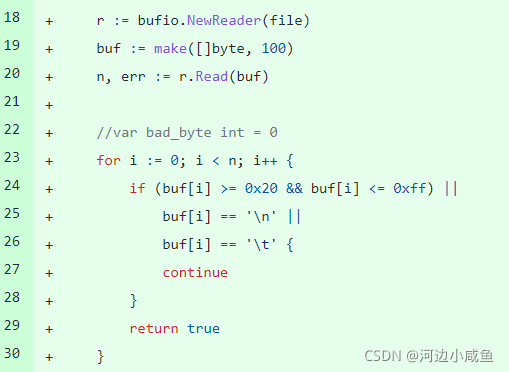 18 +     r := bufio.NewReader(file)
19 +     buf := make([]byte, 100)
20 +     n, err := r.Read(buf)
21 +
22 +     //var bad_byte int = 0
23 +     for i := 0; i < n; i++ {
24 +         if (buf[i] >= 0x20 && buf[i] <= 0xff) ||
25 +             buf[i] == '\n' ||
26 +             buf[i] == '\t' {
27 +             continue
28 +         }
29 +         return true
30 +     }
CSDN @河边小咸鱼